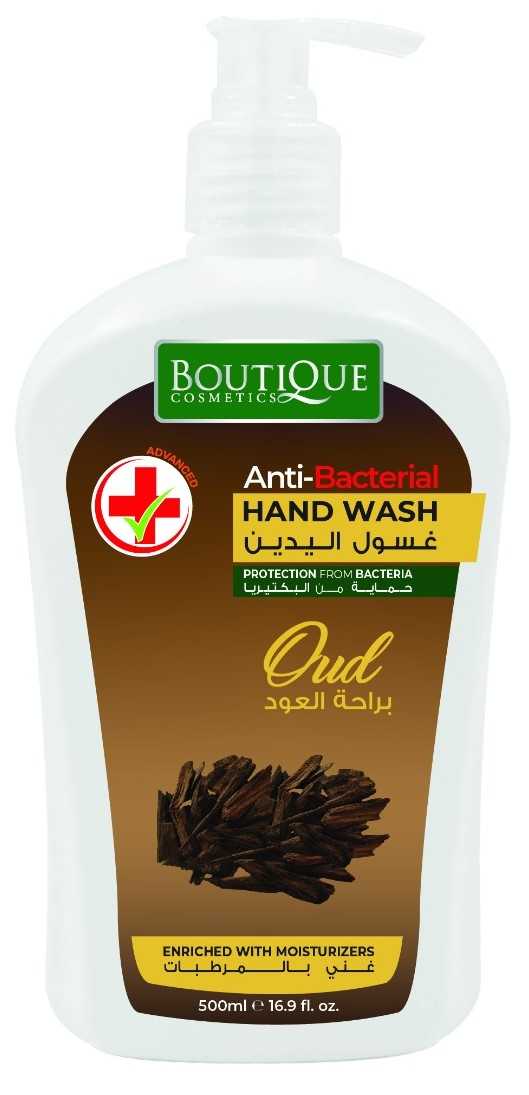 BOUTIQUE
COSMETICS
ADVANCED
Anti-Bacterial
HAND WASH
غسول اليدين
PROTECTION FROM BACTERIA
حماية من البكتيريا
Oud
براحة العود
ENRICHED WITH MOISTURIZERS
غني بالمرطبات
500ml ℮ 16.9 fl. oz.